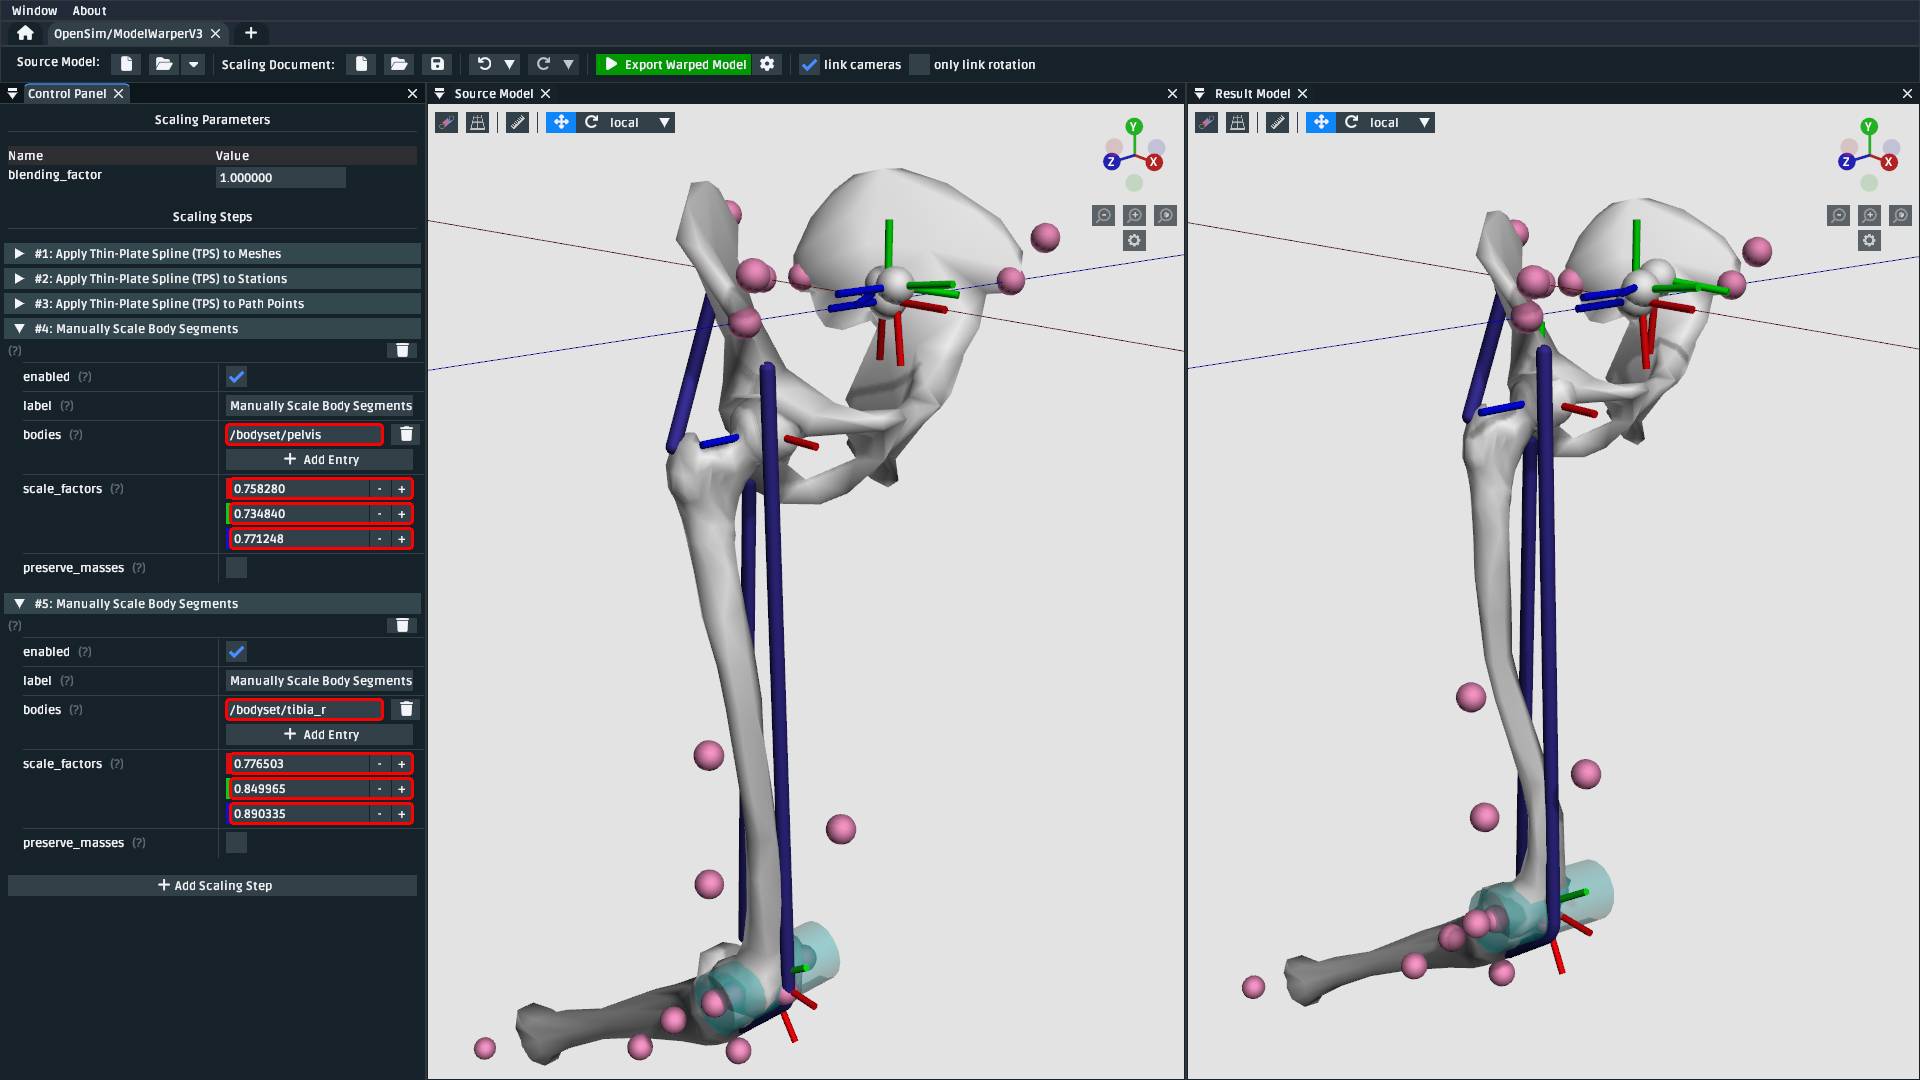 Window About
OpenSim/ModelWarperV3
Source Model: Scaling Document: Export Warped Model link cameras only link rotation
Control Panel
Scaling Parameters
Name Value
blending_factor 1.000000
Scaling Steps
#1: Apply Thin-Plate Spline (TPS) to Meshes
#2: Apply Thin-Plate Spline (TPS) to Stations
#3: Apply Thin-Plate Spline (TPS) to Path Points
#4: Manually Scale Body Segments
(?)
enabled (?)
label (?) Manually Scale Body Segments
bodies (?) /bodyset/pelvis
+ Add Entry
scale_factors (?) 0.758280 - +
0.734840 - +
0.771248 - +
preserve_masses (?)
#5: Manually Scale Body Segments
(?)
enabled (?)
label (?) Manually Scale Body Segments
bodies (?) /bodyset/tibia_r
+ Add Entry
scale_factors (?) 0.776503 - +
0.849965 - +
0.890335 - +
preserve_masses (?)
+ Add Scaling Step
Source Model
local
Y
Z X
Result Model
local
Y
Z X